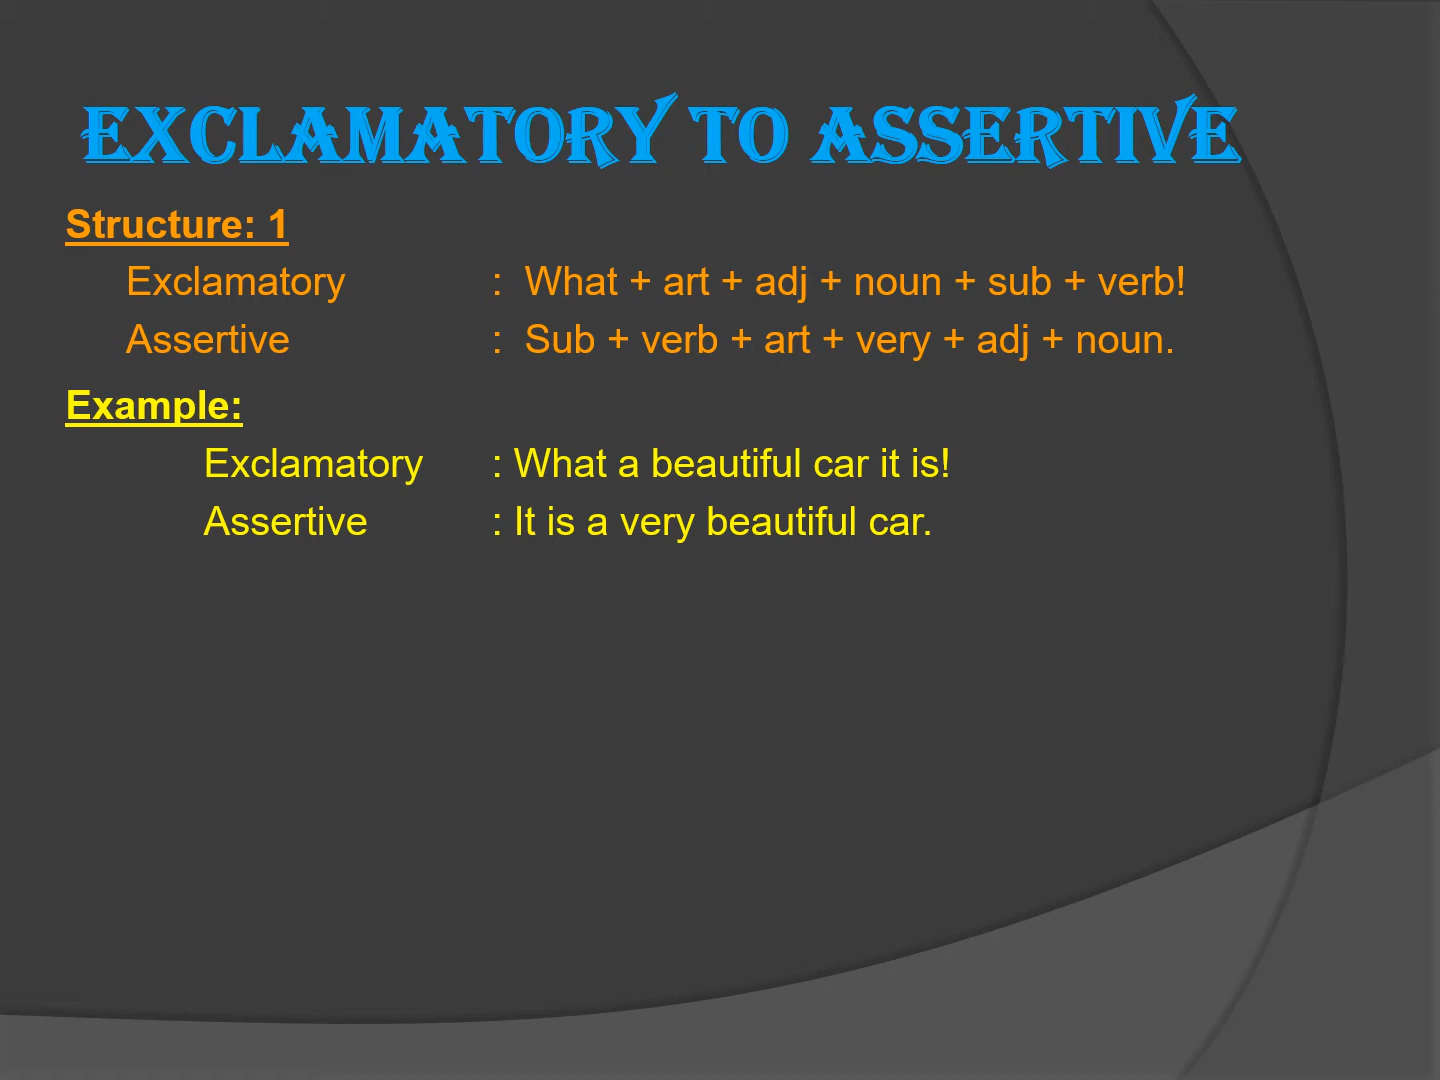 EXCLAMATORY TO ASSERTIVE
Structure: 1
Exclamatory : What + art + adj + noun + sub + verb!
Assertive : Sub + verb + art + very + adj + noun.
Example:
Exclamatory : What a beautiful car it is!
Assertive : It is a very beautiful car.